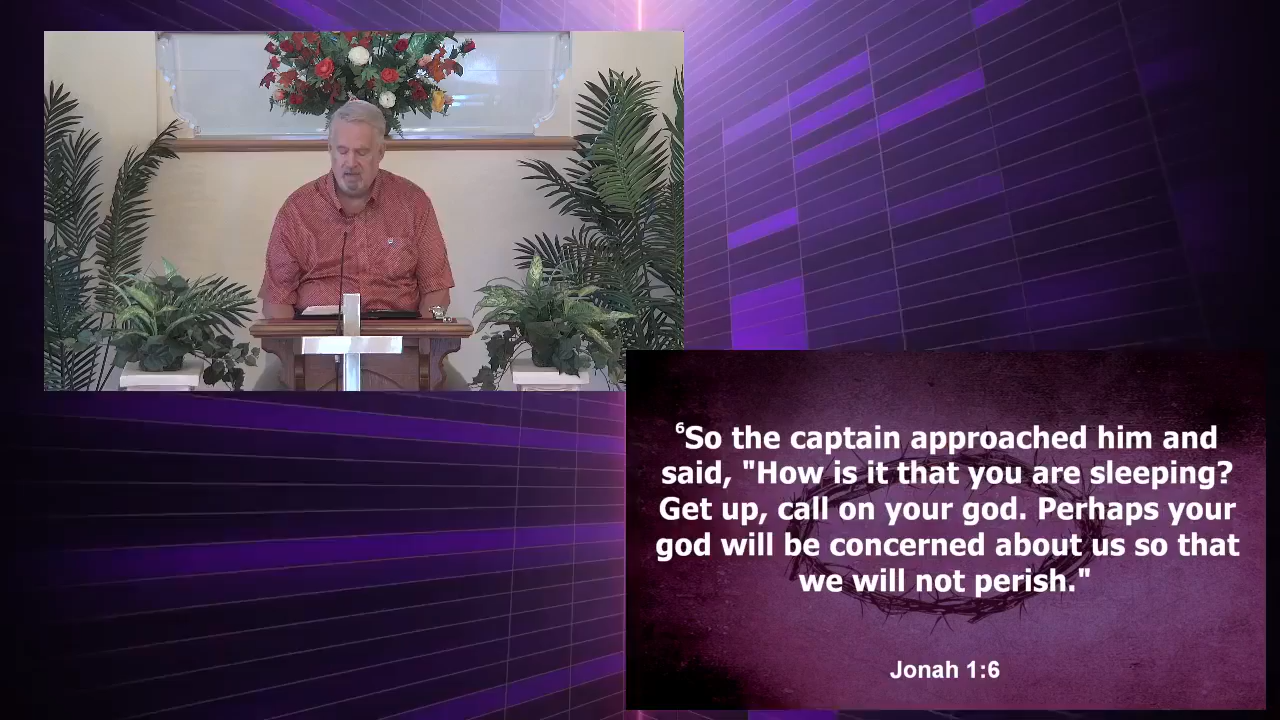 ⁶So the captain approached him and
said, "How is it that you are sleeping?
Get up, call on your god. Perhaps your
god will be concerned about us so that
we will not perish."
Jonah 1:6